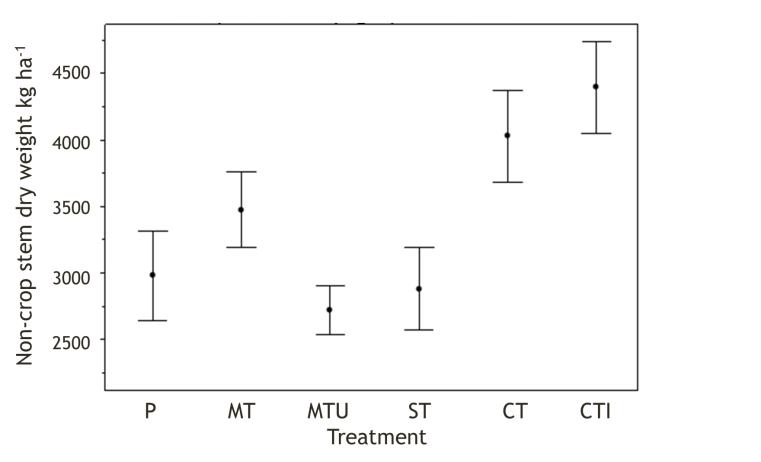 Non-crop stem dry weight kg ha⁻¹
4500
4000
3500
3000
2500
P MT MTU ST CT CTI
Treatment